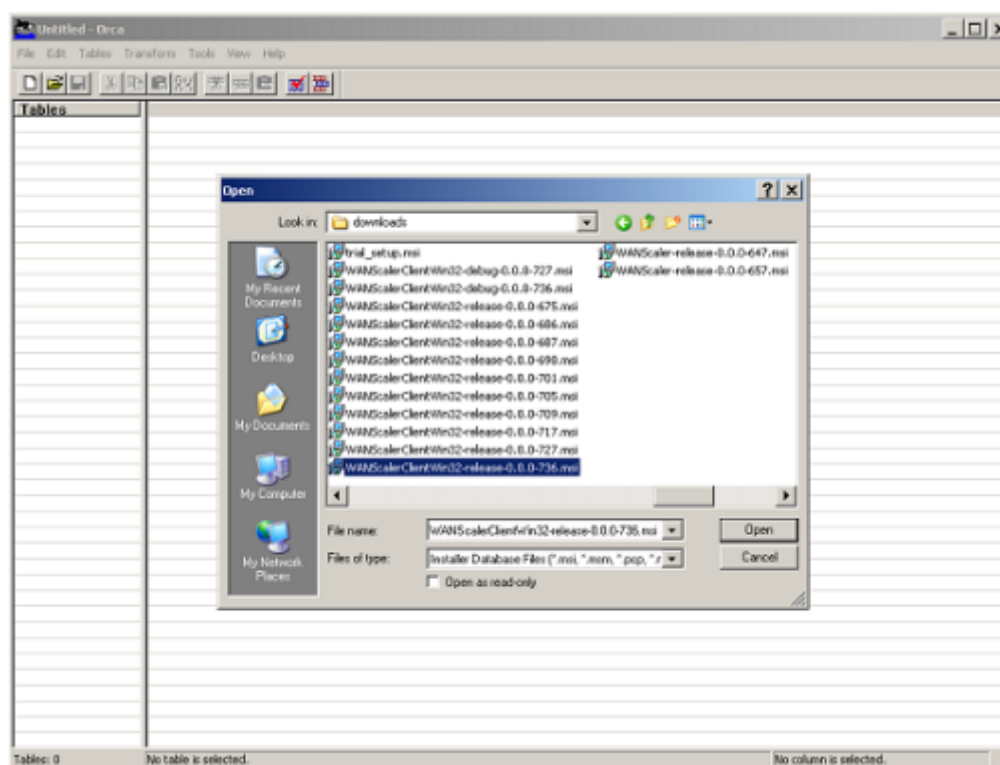 Untitled - Orca
File Edit Tables Transform Tools View Help
Tables
Open
Look in: downloads
trial_setup.msi
WANScalerClientWin32-debug-0.0.0-727.msi
WANScalerClientWin32-debug-0.0.0-736.msi
WANScalerClientWin32-release-0.0.0-675.msi
WANScalerClientWin32-release-0.0.0-686.msi
WANScalerClientWin32-release-0.0.0-687.msi
WANScalerClientWin32-release-0.0.0-698.msi
WANScalerClientWin32-release-0.0.0-701.msi
WANScalerClientWin32-release-0.0.0-705.msi
WANScalerClientWin32-release-0.0.0-709.msi
WANScalerClientWin32-release-0.0.0-717.msi
WANScalerClientWin32-release-0.0.0-727.msi
WANScalerClientWin32-release-0.0.0-736.msi
WANScaler-release-0.0.0-647.msi
WANScaler-release-0.0.0-657.msi
My Recent
Documents
Desktop
My Documents
My Computer
My Network
Places
File name: WANScalerClientWin32-release-0.0.0-736.msi Open
Files of type: Installer Database Files (*.msi, *.msm, *.pcp, *.r Cancel
Open as read-only
Tables: 0 No table is selected. No column is selected.